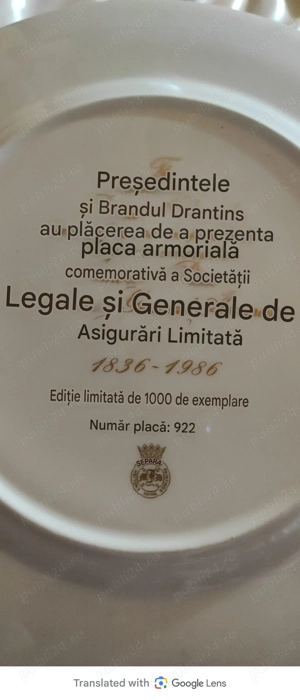 Președintele
și Brandul Drantins
au plăcerea de a prezenta
placa armorială
comemorativă a Societății
Legale și Generale de
Asigurări Limitată
1836-1986
Ediție limitată de 1000 de exemplare
Număr placă: 922
SEPARA
Translated with Google Lens